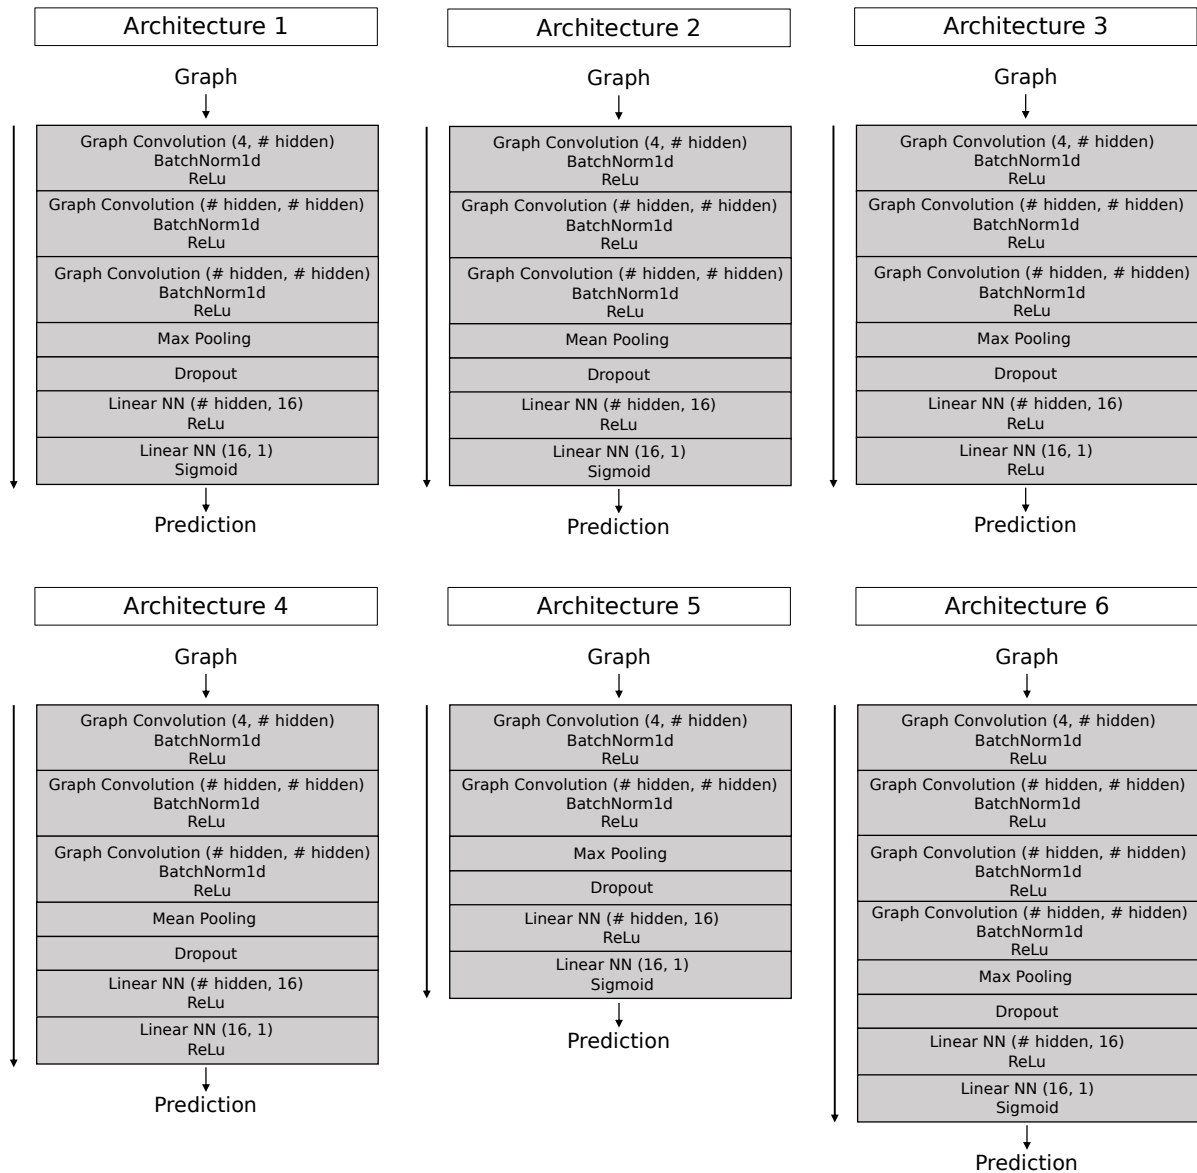 Architecture 1
Graph
Graph Convolution (4, # hidden)
BatchNorm1d
ReLu
Graph Convolution (# hidden, # hidden)
BatchNorm1d
ReLu
Graph Convolution (# hidden, # hidden)
BatchNorm1d
ReLu
Max Pooling
Dropout
Linear NN (# hidden, 16)
ReLu
Linear NN (16, 1)
Sigmoid
Prediction
Architecture 2
Graph
Graph Convolution (4, # hidden)
BatchNorm1d
ReLu
Graph Convolution (# hidden, # hidden)
BatchNorm1d
ReLu
Graph Convolution (# hidden, # hidden)
BatchNorm1d
ReLu
Mean Pooling
Dropout
Linear NN (# hidden, 16)
ReLu
Linear NN (16, 1)
Sigmoid
Prediction
Architecture 3
Graph
Graph Convolution (4, # hidden)
BatchNorm1d
ReLu
Graph Convolution (# hidden, # hidden)
BatchNorm1d
ReLu
Graph Convolution (# hidden, # hidden)
BatchNorm1d
ReLu
Max Pooling
Dropout
Linear NN (# hidden, 16)
ReLu
Linear NN (16, 1)
ReLu
Prediction
Architecture 4
Graph
Graph Convolution (4, # hidden)
BatchNorm1d
ReLu
Graph Convolution (# hidden, # hidden)
BatchNorm1d
ReLu
Graph Convolution (# hidden, # hidden)
BatchNorm1d
ReLu
Mean Pooling
Dropout
Linear NN (# hidden, 16)
ReLu
Linear NN (16, 1)
ReLu
Prediction
Architecture 5
Graph
Graph Convolution (4, # hidden)
BatchNorm1d
ReLu
Graph Convolution (# hidden, # hidden)
BatchNorm1d
ReLu
Max Pooling
Dropout
Linear NN (# hidden, 16)
ReLu
Linear NN (16, 1)
Sigmoid
Prediction
Architecture 6
Graph
Graph Convolution (4, # hidden)
BatchNorm1d
ReLu
Graph Convolution (# hidden, # hidden)
BatchNorm1d
ReLu
Graph Convolution (# hidden, # hidden)
BatchNorm1d
ReLu
Graph Convolution (# hidden, # hidden)
BatchNorm1d
ReLu
Max Pooling
Dropout
Linear NN (# hidden, 16)
ReLu
Linear NN (16, 1)
Sigmoid
Prediction